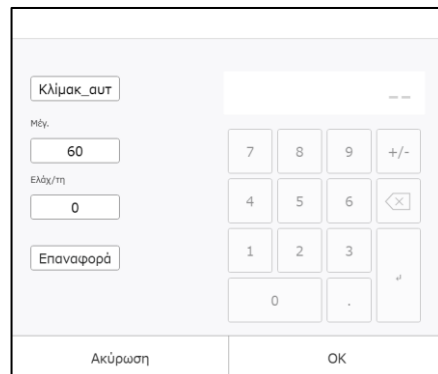 Κλίμακ_αυτ
Μέγ.
60
Ελάχ/τη
0
Επαναφορά
--
7 8 9 +/-
4 5 6
1 2 3
0 .
Ακύρωση OK